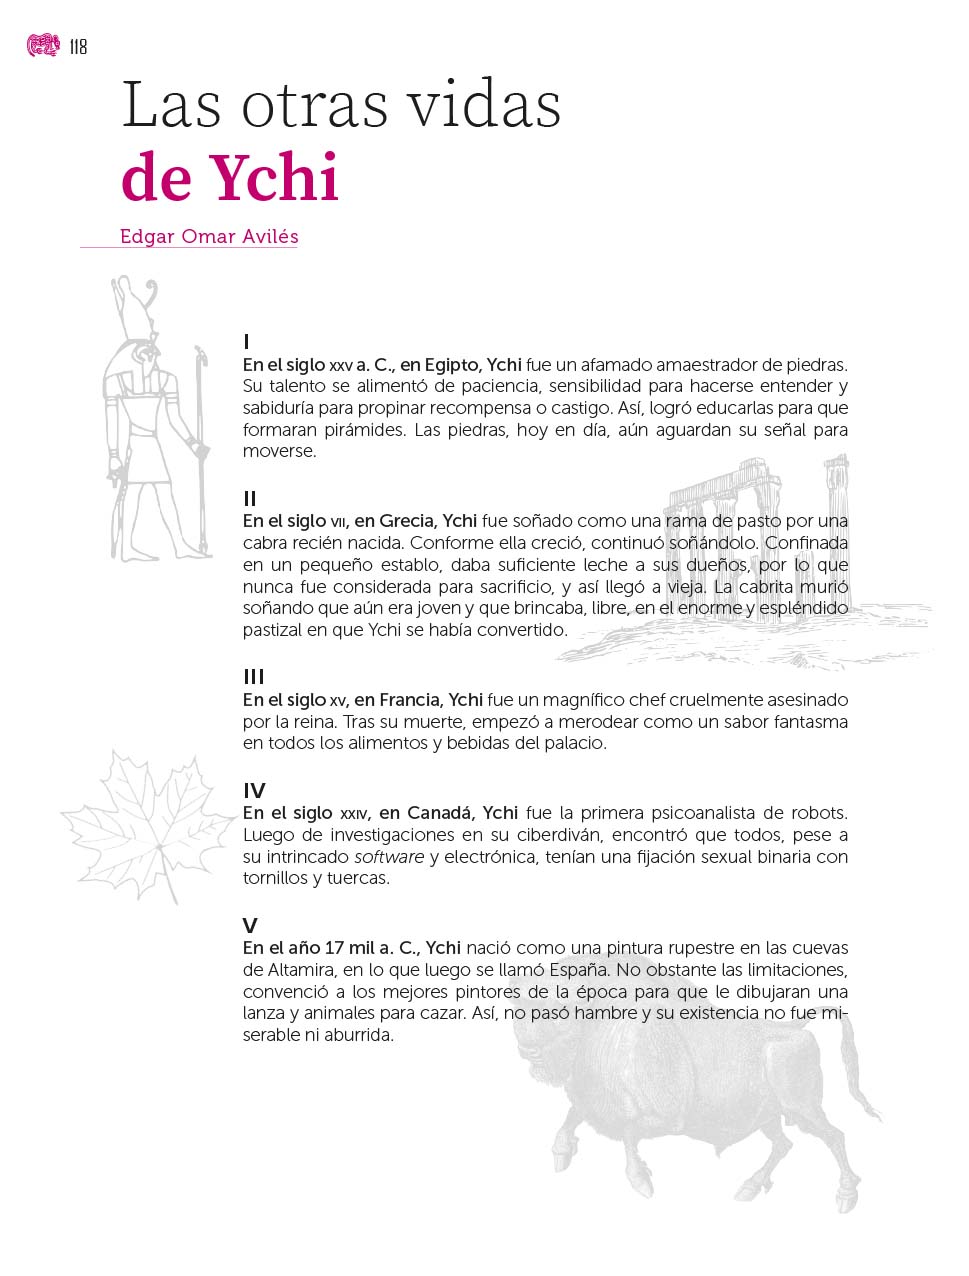 118
Las otras vidas
de Ychi
Edgar Omar Avilés
I
En el siglo XXV a. C., en Egipto, Ychi fue un afamado amaestrador de piedras.
Su talento se alimentó de paciencia, sensibilidad para hacerse entender y
sabiduría para propinar recompensa o castigo. Así, logró educarlas para que
formaran pirámides. Las piedras, hoy en día, aún aguardan su señal para
moverse.
II
En el siglo VII, en Grecia, Ychi fue soñado como una rama de pasto por una
cabra recién nacida. Conforme ella creció, continuó soñándolo. Confinada
en un pequeño establo, daba suficiente leche a sus dueños, por lo que
nunca fue considerada para sacrificio, y así llegó a vieja. La cabrita murió
soñando que aún era joven y que brincaba, libre, en el enorme y espléndido
pastizal en que Ychi se había convertido.
III
En el siglo XV, en Francia, Ychi fue un magnífico chef cruelmente asesinado
por la reina. Tras su muerte, empezó a merodear como un sabor fantasma
en todos los alimentos y bebidas del palacio.
IV
En el siglo XXIV, en Canadá, Ychi fue la primera psicoanalista de robots.
Luego de investigaciones en su ciberdiván, encontró que todos, pese a
su intrincado software y electrónica, tenían una fijación sexual binaria con
tornillos y tuercas.
V
En el año 17 mil a. C., Ychi nació como una pintura rupestre en las cuevas
de Altamira, en lo que luego se llamó España. No obstante las limitaciones,
convenció a los mejores pintores de la época para que le dibujaran una
lanza y animales para cazar. Así, no pasó hambre y su existencia no fue mi-
serable ni aburrida.